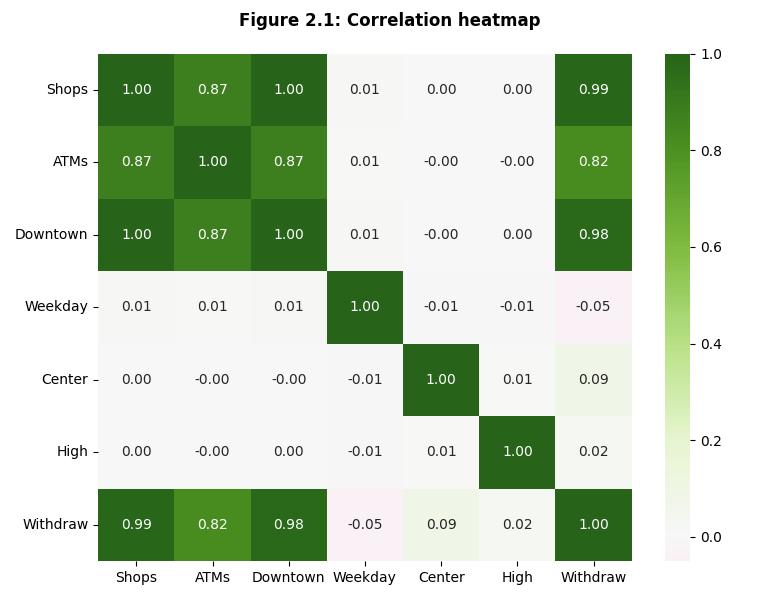 Figure 2.1: Correlation heatmap
Shops 1.00 0.87 1.00 0.01 0.00 0.00 0.99
ATMs 0.87 1.00 0.87 0.01 -0.00 -0.00 0.82
Downtown 1.00 0.87 1.00 0.01 -0.00 0.00 0.98
Weekday 0.01 0.01 0.01 1.00 -0.01 -0.01 -0.05
Center 0.00 -0.00 -0.00 -0.01 1.00 0.01 0.09
High 0.00 -0.00 0.00 -0.01 0.01 1.00 0.02
Withdraw 0.99 0.82 0.98 -0.05 0.09 0.02 1.00
Shops ATMs Downtown Weekday Center High Withdraw
1.0
0.8
0.6
0.4
0.2
0.0